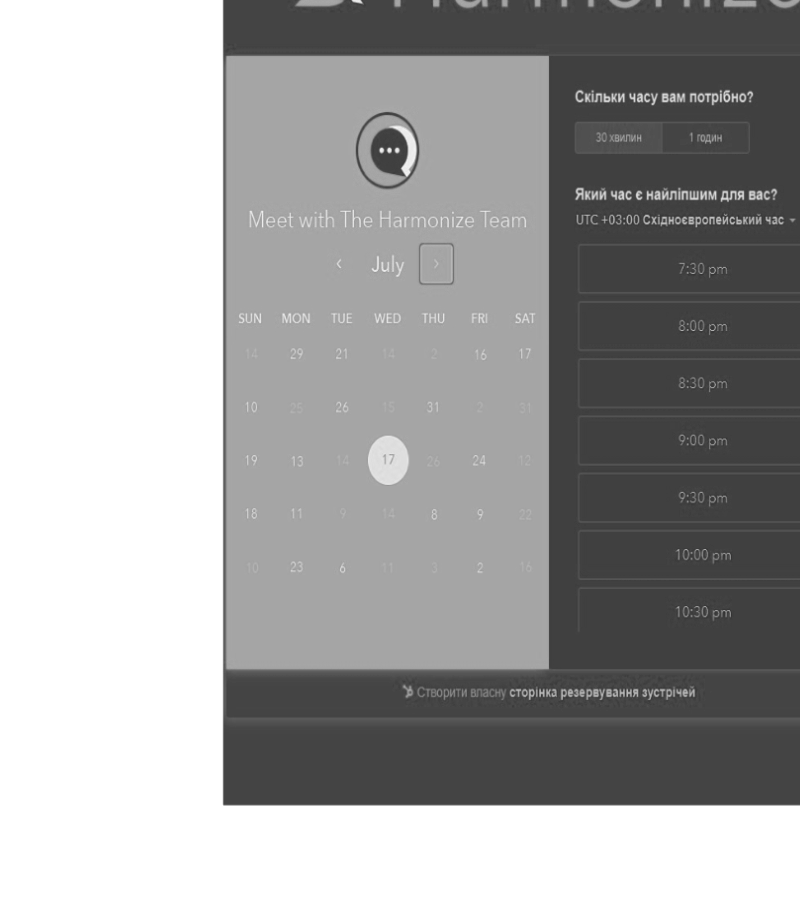 Harmonize
Meet with The Harmonize Team
‹ July ›
SUN MON TUE WED THU FRI SAT
14 29 21 14 2 16 17
10 25 26 15 31 2 31
19 13 14 17 26 24 12
18 11 9 14 8 9 22
10 23 6 11 3 2 16
Скільки часу вам потрібно?
30 хвилин 1 годин
Який час є найліпшим для вас?
UTC +03:00 Східноєвропейський час
7:30 pm
8:00 pm
8:30 pm
9:00 pm
9:30 pm
10:00 pm
10:30 pm
Створити власну сторінка резервування зустрічей